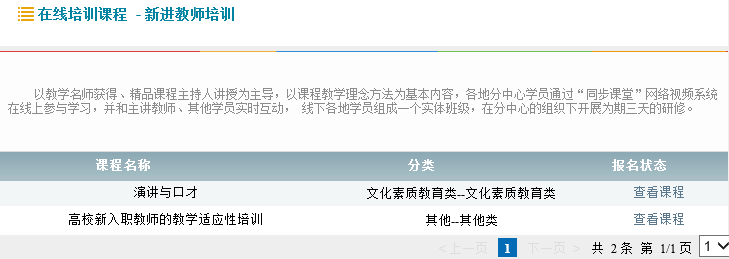 在线培训课程 - 新进教师培训
以教学名师获得、精品课程主持人讲授为主导，以课程教学理念方法为基本内容，各地分中心学员通过“同步课堂”网络视频系统
在线上参与学习，并和主讲教师、其他学员实时互动， 线下各地学员组成一个实体班级，在分中心的组织下开展为期三天的研修。
课程名称 分类 报名状态
演讲与口才 文化素质教育类--文化素质教育类 查看课程
高校新入职教师的教学适应性培训 其他--其他类 查看课程
<上一页 1 下一页 > 共 2条 第 1/1页 1